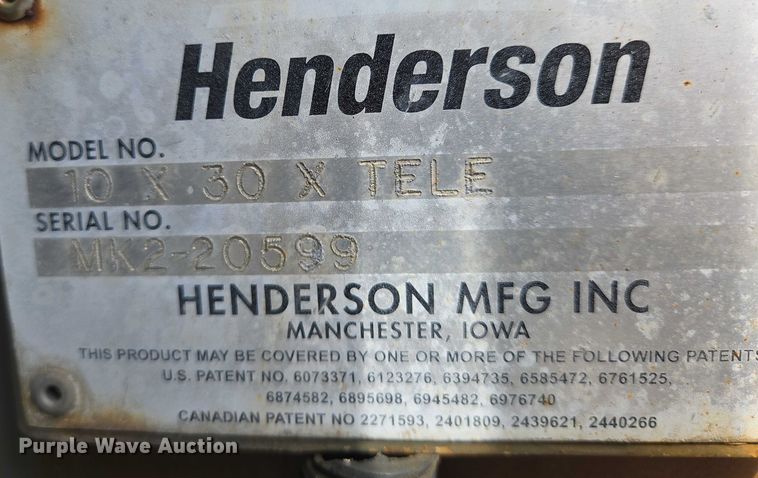 Henderson
MODEL NO.
10 X 30 X TELE
SERIAL NO.
MK2-20599
HENDERSON MFG INC
MANCHESTER, IOWA
THIS PRODUCT MAY BE COVERED BY ONE OR MORE OF THE FOLLOWING PATENTS
U.S. PATENT NO. 6073371, 6123276, 6394735, 6585472, 6761525,
6874582, 6895698, 6945482, 6976740
CANADIAN PATENT NO 2271593, 2401809, 2439621, 2440266
Purple Wave Auction